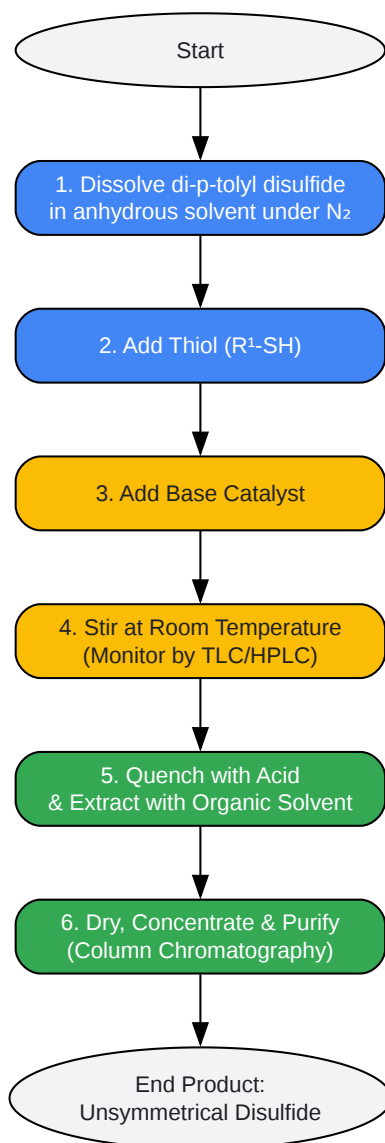 Start
1. Dissolve di-p-tolyl disulfide
in anhydrous solvent under N₂
2. Add Thiol (R¹-SH)
3. Add Base Catalyst
4. Stir at Room Temperature
(Monitor by TLC/HPLC)
5. Quench with Acid
& Extract with Organic Solvent
6. Dry, Concentrate & Purify
(Column Chromatography)
End Product:
Unsymmetrical Disulfide